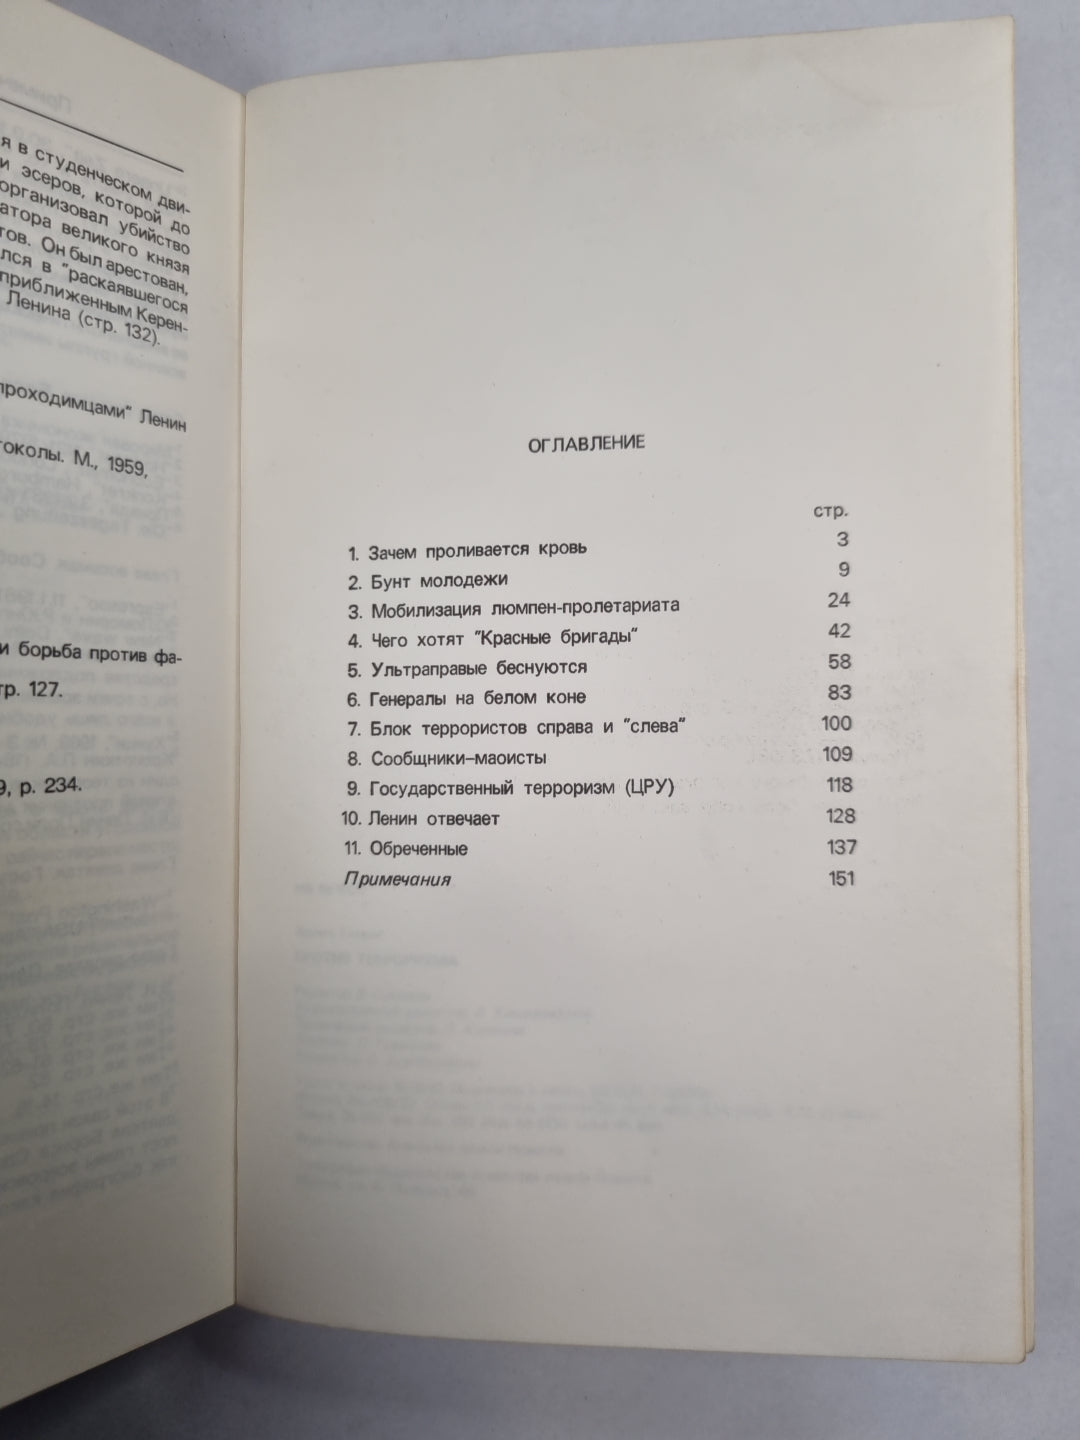 я в студенческом дви-
и эсеров, которой до
организовал убийство
атора великого князя
тов. Он был арестован,
лся в "раскаявшегося
приближенным Керен-
Ленина (стр. 132).
проходимцами" Ленин
токолы. М., 1959,
и борьба против фа-
тр. 127.
9, p. 234.
ОГЛАВЛЕНИЕ
стр.
1. Зачем проливается кровь 3
2. Бунт молодежи 9
3. Мобилизация люмпен-пролетариата 24
4. Чего хотят "Красные бригады" 42
5. Ультраправые беснуются 58
6. Генералы на белом коне 83
7. Блок террористов справа и "слева" 100
8. Сообщники–маоисты 109
9. Государственный терроризм (ЦРУ) 118
10. Ленин отвечает 128
11. Обреченные 137
Примечания 151